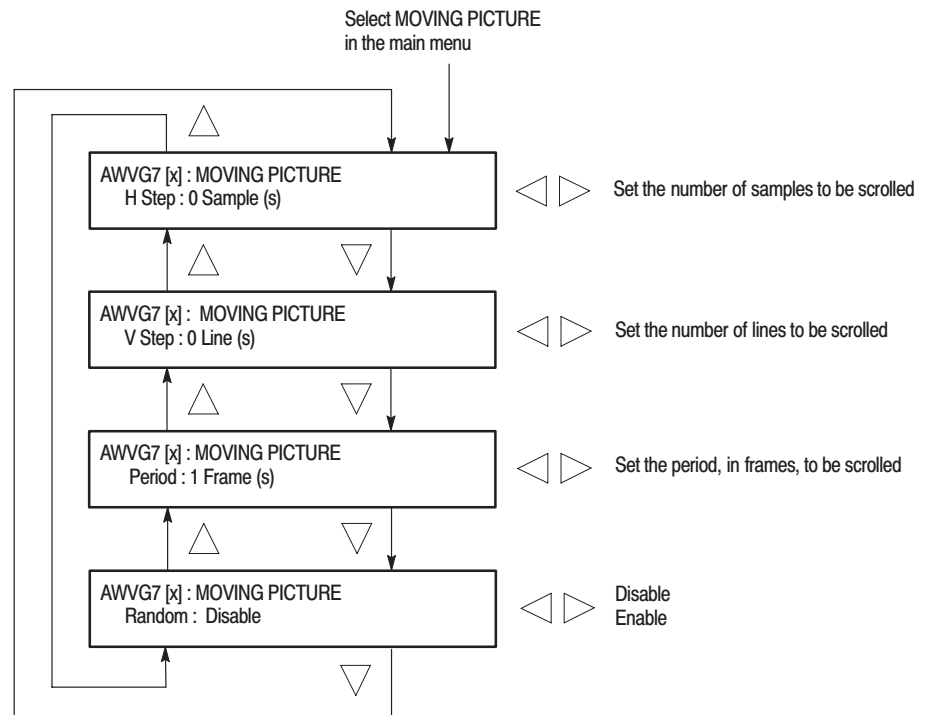 Select MOVING PICTURE
in the main menu
AWVG7 [x] : MOVING PICTURE
H Step : 0 Sample (s)
Set the number of samples to be scrolled
AWVG7 [x] :  MOVING PICTURE
V Step : 0 Line (s)
Set the number of lines to be scrolled
AWVG7 [x] : MOVING PICTURE
Period : 1 Frame (s)
Set the period, in frames, to be scrolled
AWVG7 [x] : MOVING PICTURE
Random :  Disable
Disable
Enable